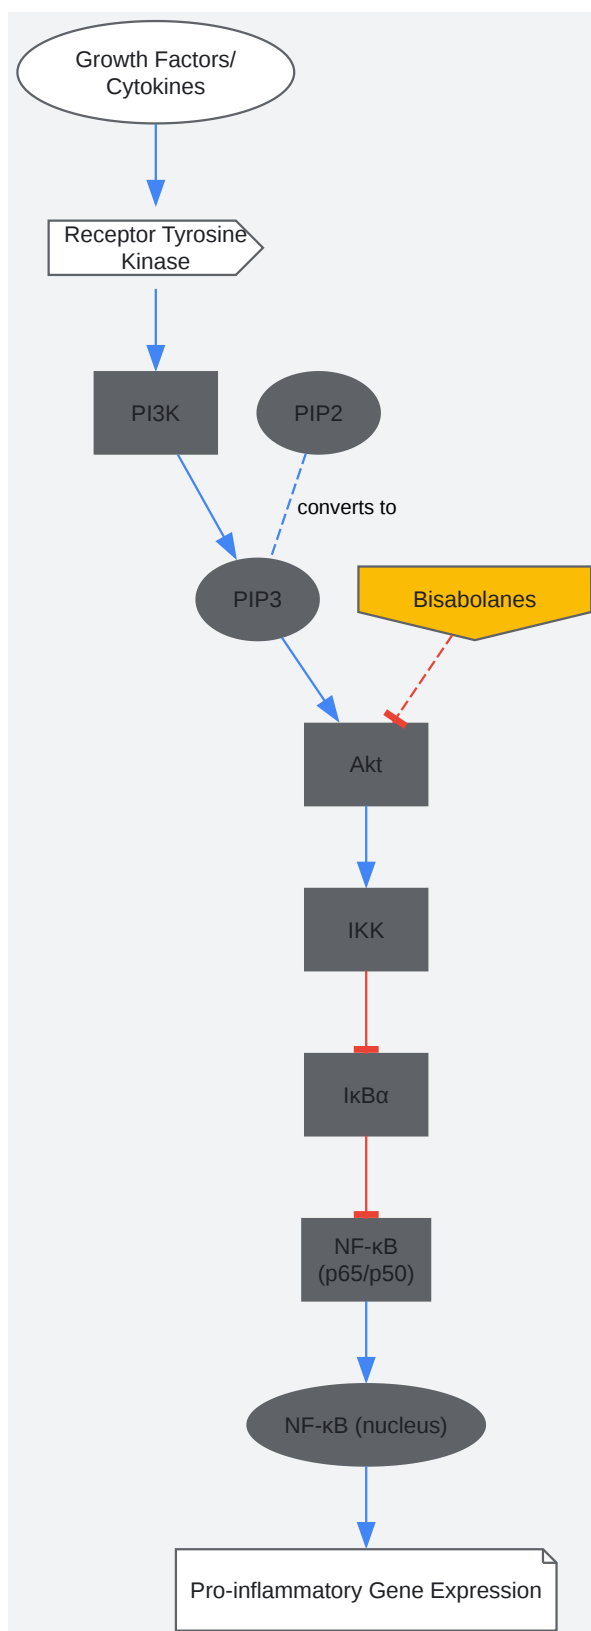 Growth Factors/
Cytokines
Receptor Tyrosine
Kinase
PI3K
PIP2
converts to
PIP3
Bisabolanes
Akt
IKK
IκBα
NF-κB
(p65/p50)
NF-κB (nucleus)
Pro-inflammatory Gene Expression